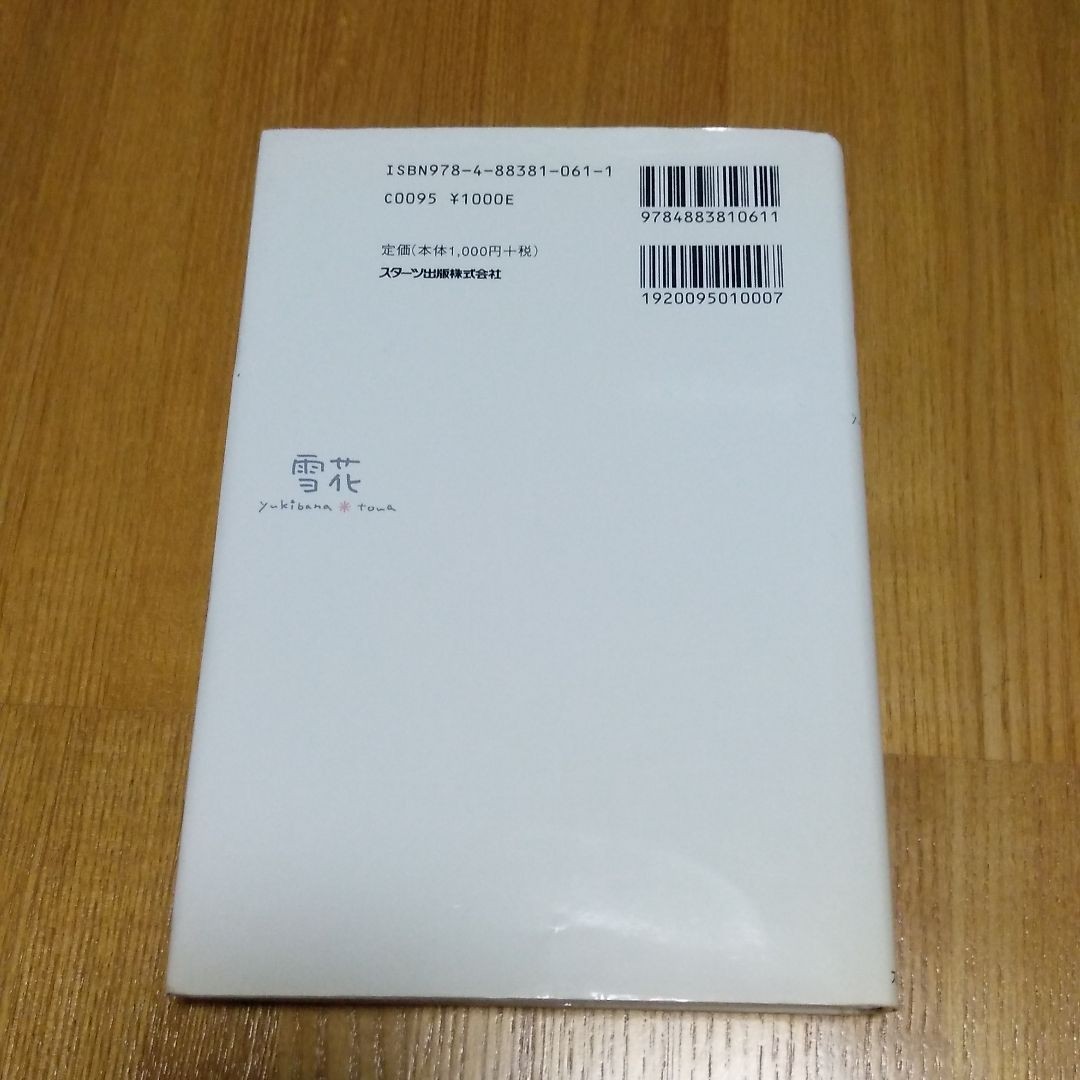 ISBN978-4-88381-061-1
C0095 ¥1000E
9784883810611
定価(本体1,000円+税)
スターツ出版株式会社
1920095010007
雪花
yukibana * towa